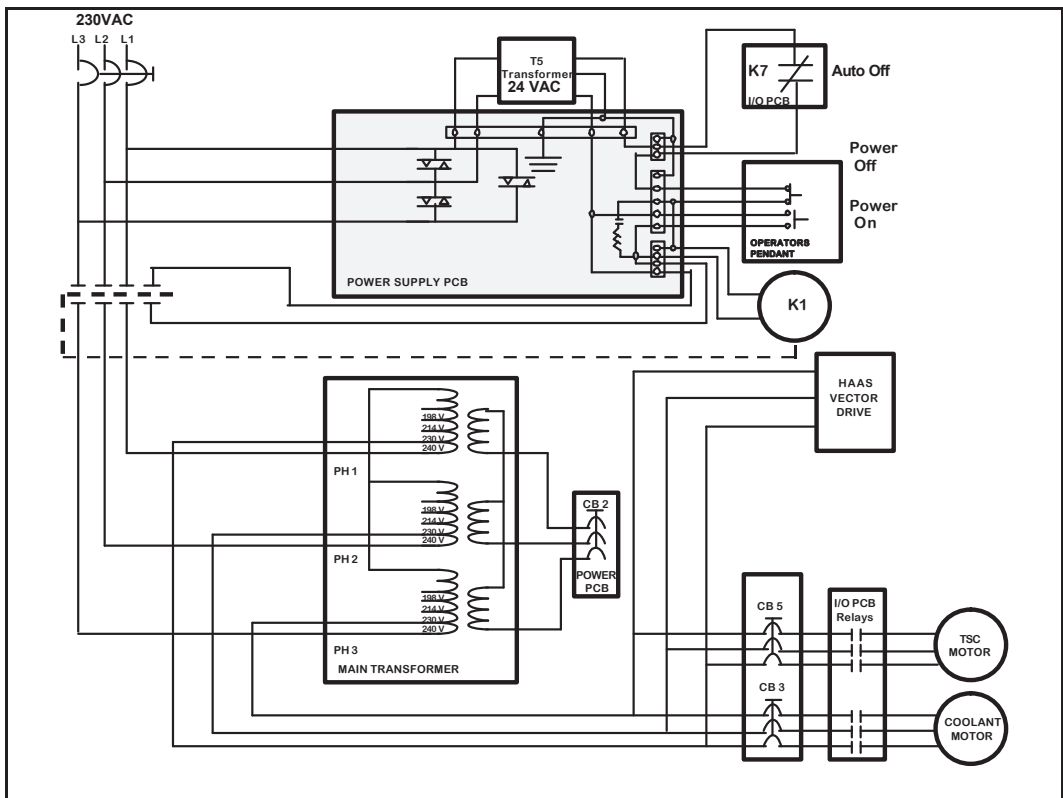 230VAC
L3 L2 L1
T5
Transformer
24 VAC
K7
I/O PCB
Auto Off
Power
Off
Power
On
OPERATORS
PENDANT
POWER SUPPLY PCB
K1
HAAS
VECTOR
DRIVE
198 V
214 V
230 V
240 V
PH 1
198 V
214 V
230 V
240 V
PH 2
198 V
214 V
230 V
240 V
PH 3
MAIN TRANSFORMER
CB 2
POWER
PCB
CB 5
CB 3
I/O PCB
Relays
TSC
MOTOR
COOLANT
MOTOR